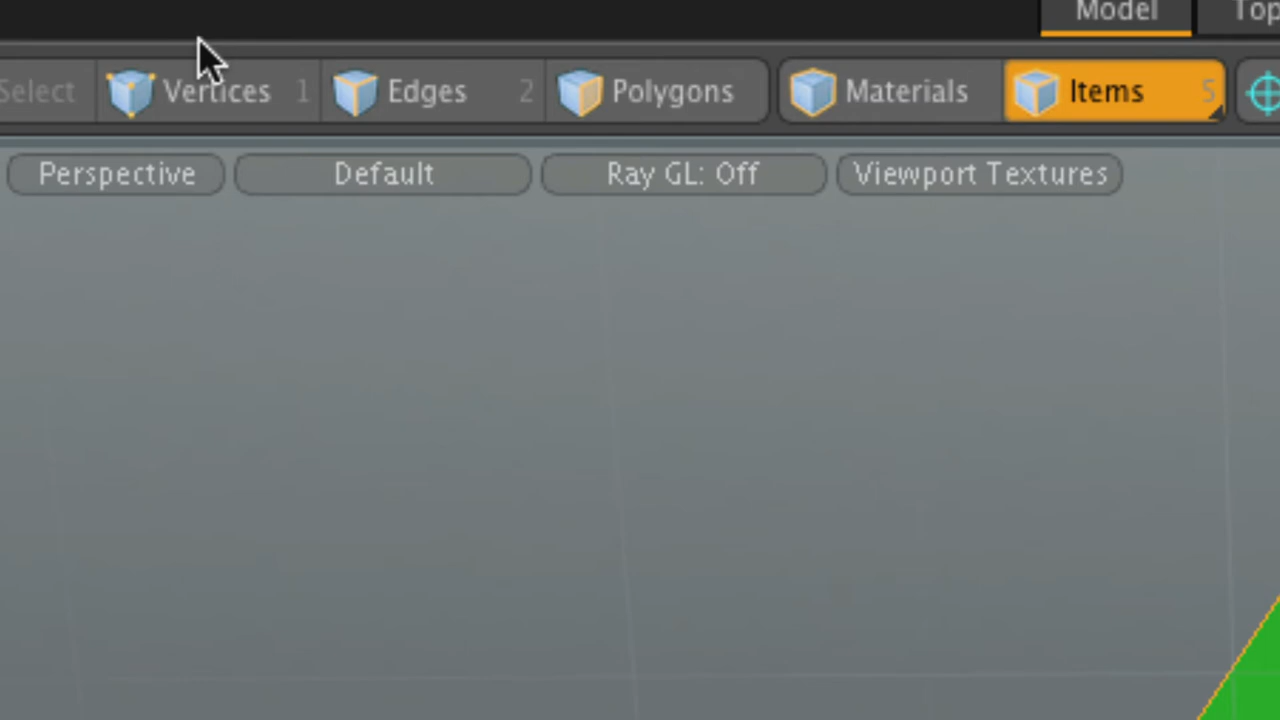 Model Top
Select Vertices 1 Edges 2 Polygons Materials Items 5
Perspective Default Ray GL: Off Viewport Textures